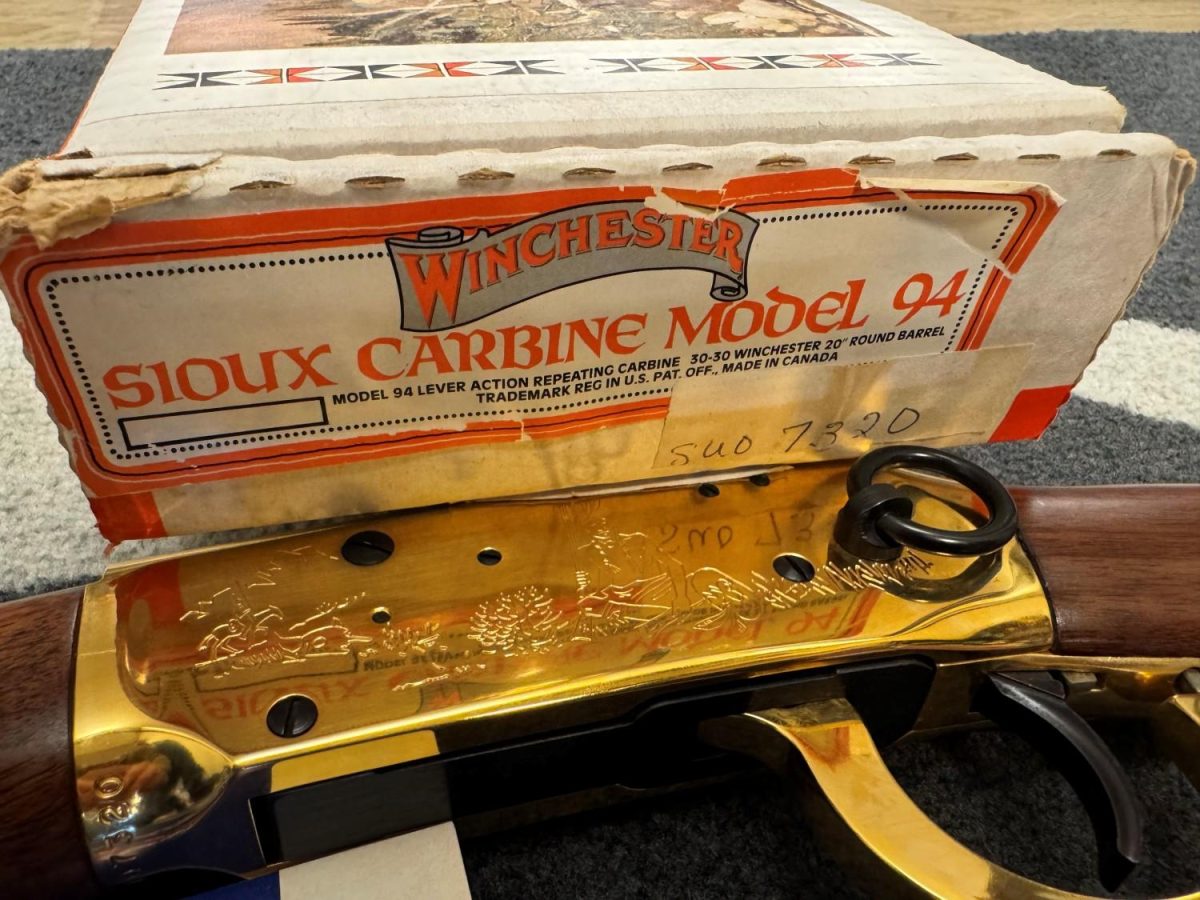 WINCHESTER
SIOUX CARBINE MODEL 94
MODEL 94 LEVER ACTION REPEATING CARBINE 30-30 WINCHESTER 20" ROUND BARREL
TRADEMARK REG IN U.S. PAT. OFF., MADE IN CANADA
SUO 7320
7320